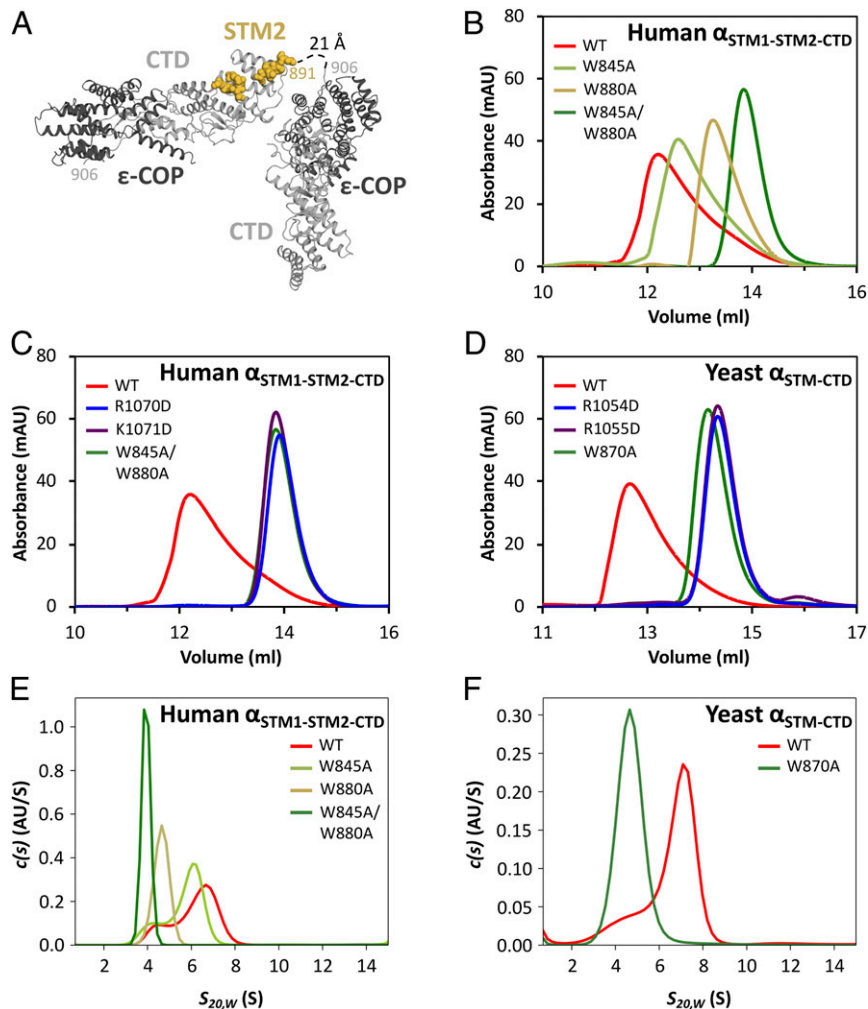 A
STM2
21 Å
CTD
891
906
ε-COP
906
ε-COP
CTD
B
Human αSTM1-STM2-CTD
80
60
40
20
0
Absorbance (mAU)
WT
W845A
W880A
W845A/
W880A
10 12 14 16
Volume (ml)
C
Human αSTM1-STM2-CTD
80
60
40
20
0
Absorbance (mAU)
WT
R1070D
K1071D
W845A/
W880A
10 12 14 16
Volume (ml)
D
Yeast αSTM-CTD
80
60
40
20
0
Absorbance (mAU)
WT
R1054D
R1055D
W870A
11 13 15 17
Volume (ml)
E
Human αSTM1-STM2-CTD
1.0
0.8
0.6
0.4
0.2
0.0
c(s) (AU/S)
WT
W845A
W880A
W845A/
W880A
2 4 6 8 10 12 14
S20,W (S)
F
Yeast αSTM-CTD
0.30
0.25
0.20
0.15
0.10
0.05
0.00
c(s) (AU/S)
WT
W870A
2 4 6 8 10 12 14
S20,W (S)